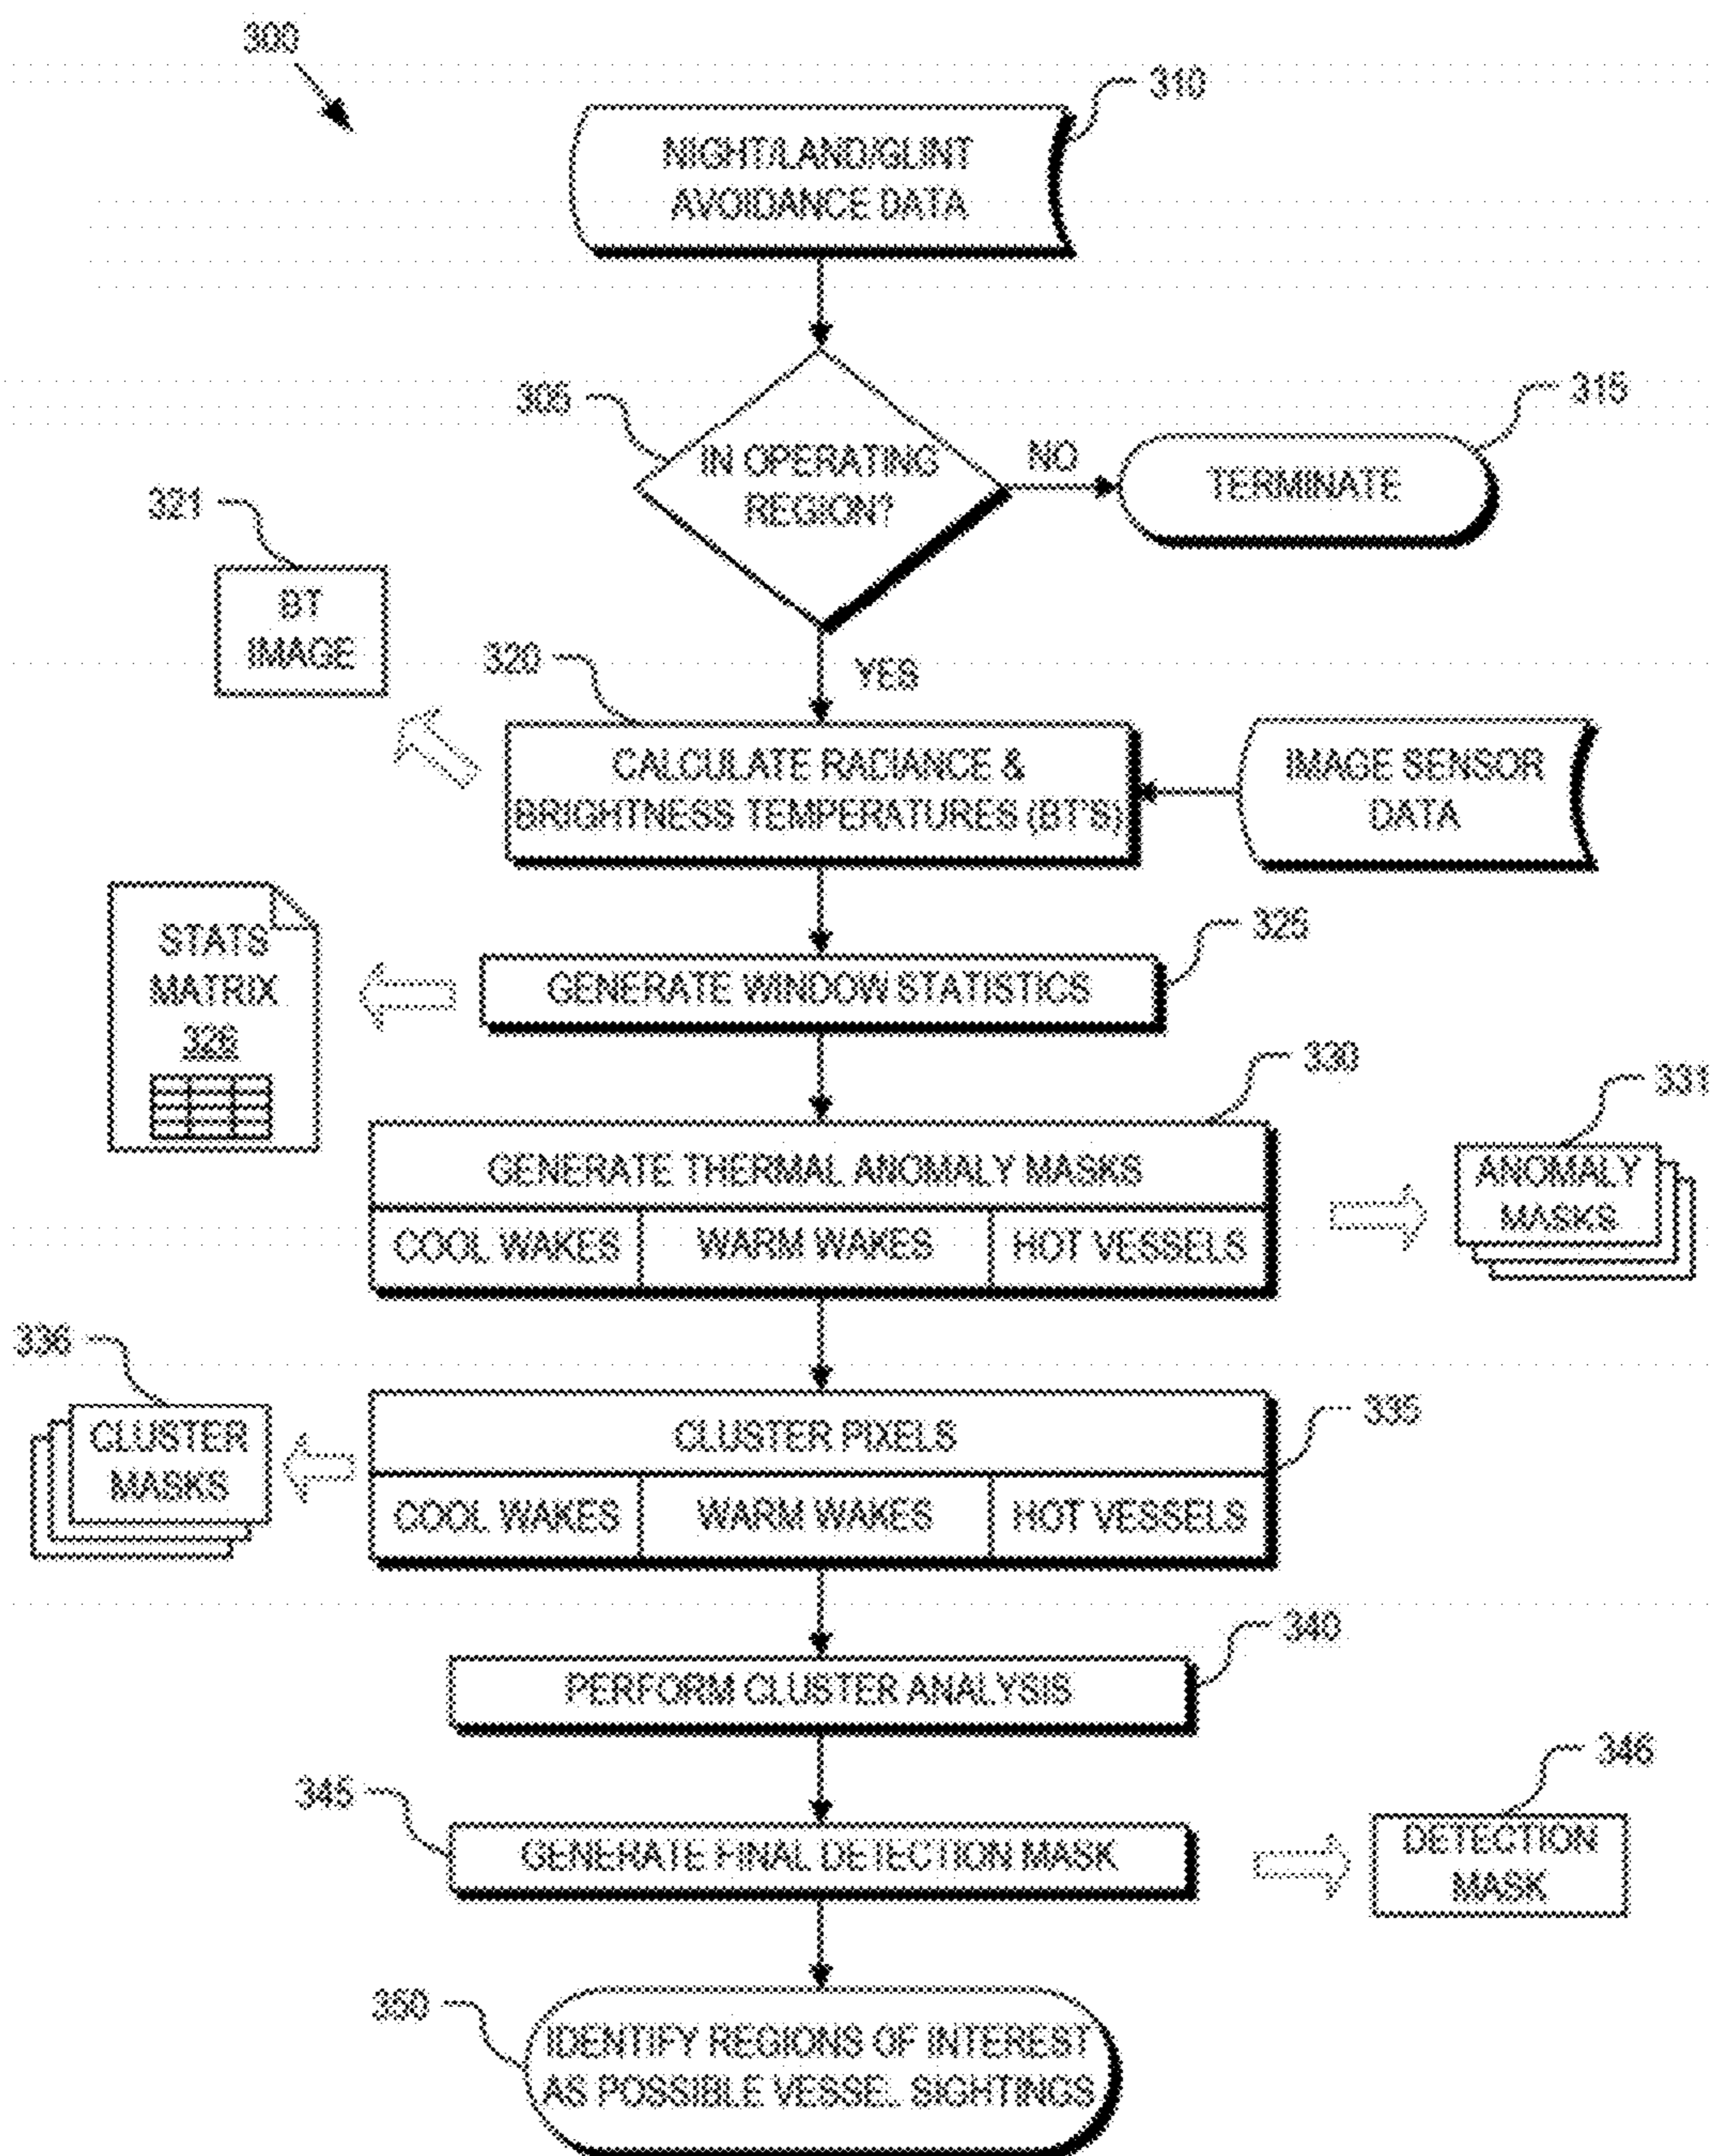 300
310
NIGHT/LAND/GLINT
AVOIDANCE DATA
305
IN OPERATING
REGION?
NO
315
TERMINATE
321
BT
IMAGE
320
YES
CALCULATE RADIANCE &
BRIGHTNESS TEMPERATURES (BT'S)
IMAGE SENSOR
DATA
STATS
MATRIX
326
325
GENERATE WINDOW STATISTICS
330
331
GENERATE THERMAL ANOMALY MASKS
COOL WAKES
WARM WAKES
HOT VESSELS
ANOMALY
MASKS
336
CLUSTER
MASKS
335
CLUSTER PIXELS
COOL WAKES
WARM WAKES
HOT VESSELS
340
PERFORM CLUSTER ANALYSIS
345
GENERATE FINAL DETECTION MASK
346
DETECTION
MASK
350
IDENTIFY REGIONS OF INTEREST
AS POSSIBLE VESSEL SIGHTINGS